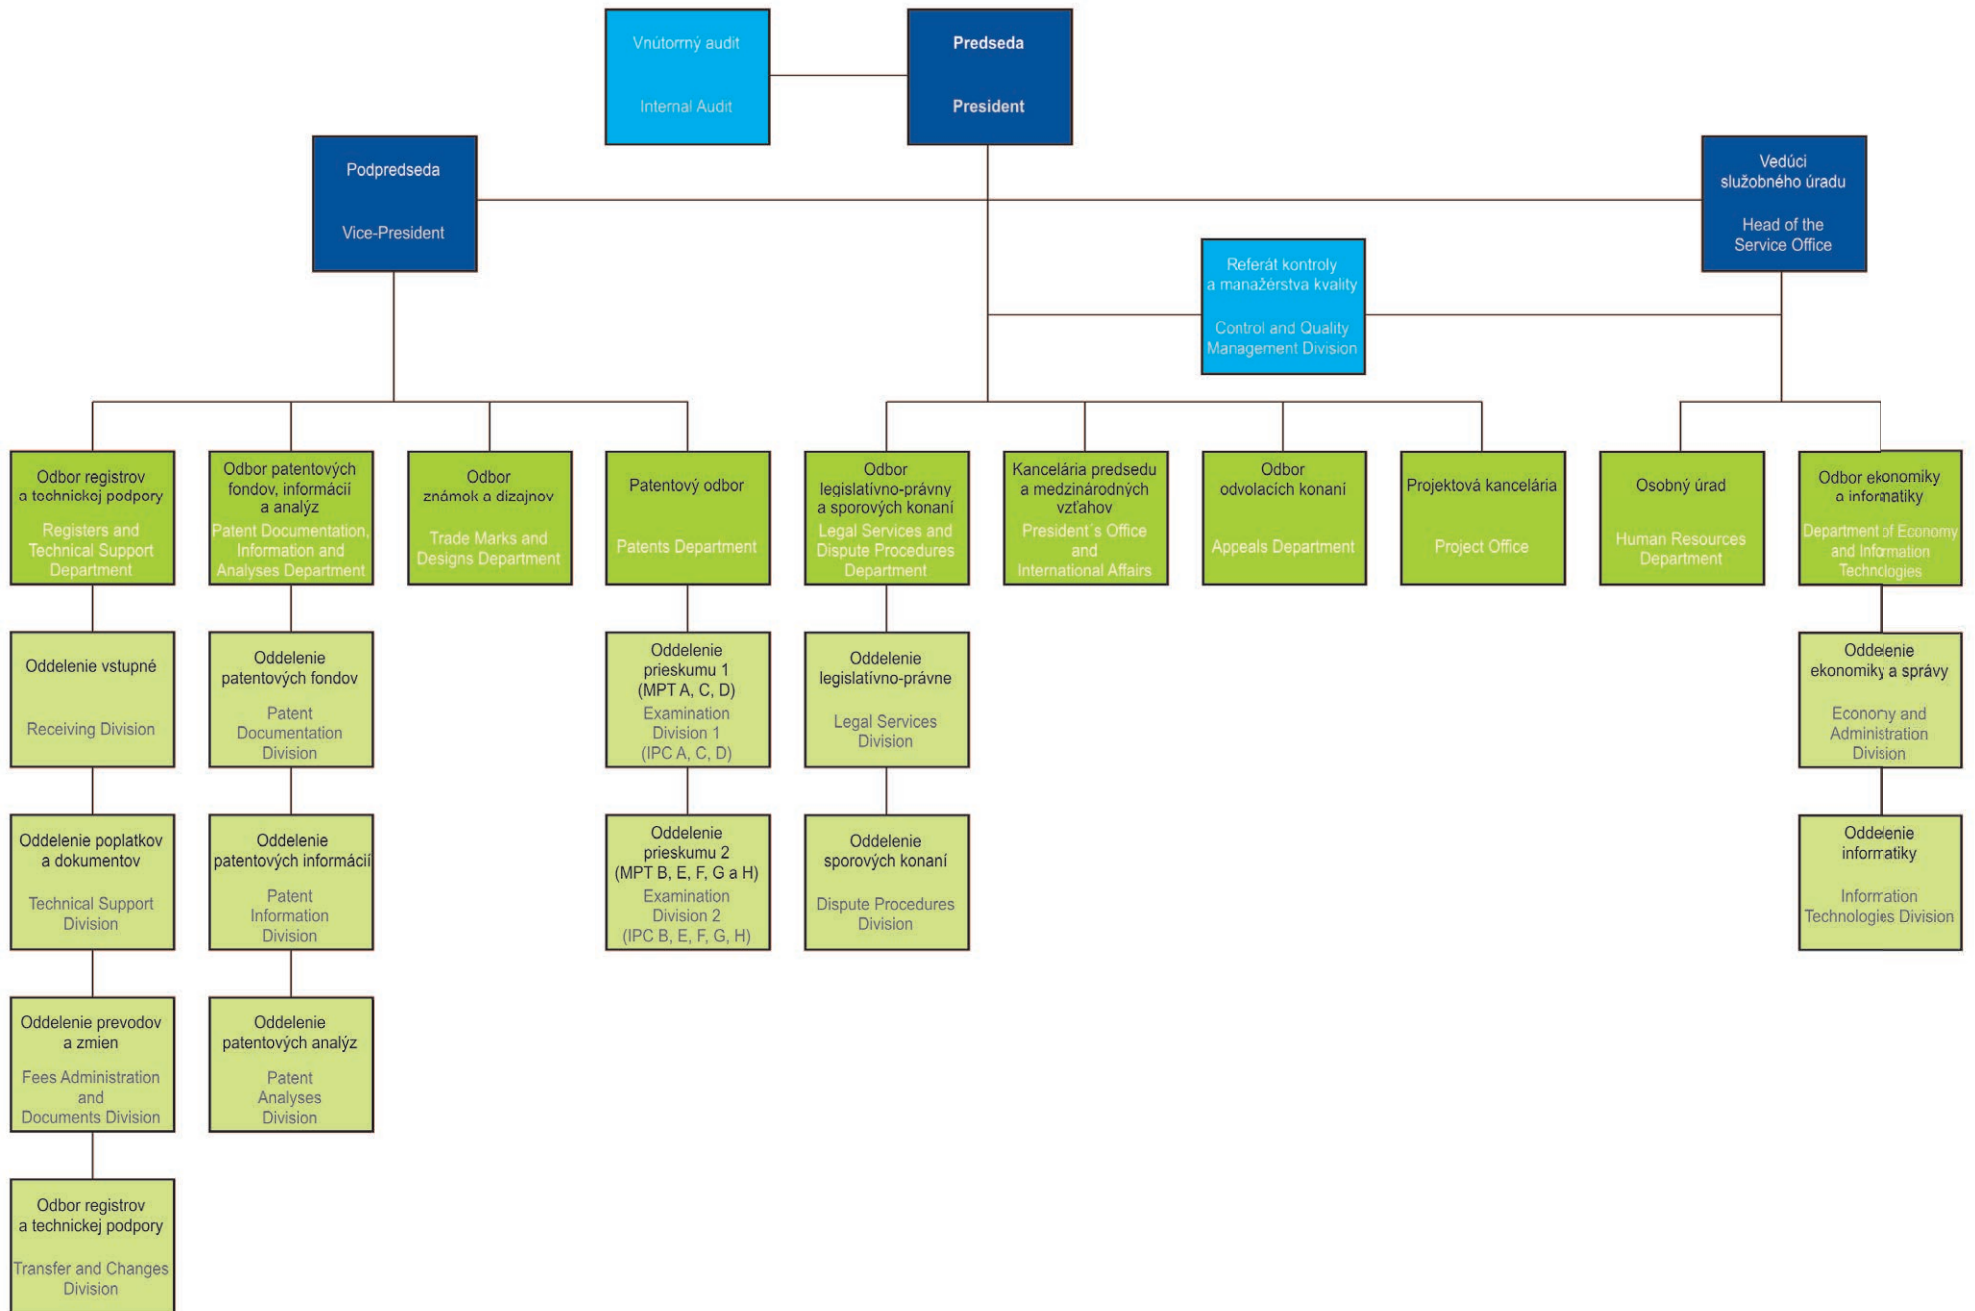 Vnútorný audit
Internal Audit
Predseda
President
Podpredseda
Vice-President
Vedúci
služobného úradu
Head of the
Service Office
Referát kontroly
a manažérstva kvality
Control and Quality
Management Division
Odbor registrov
a technickej podpory
Registers and
Technical Support
Department
Odbor patentových
fondov, informácií
a analýz
Patent Documentation,
Information and
Analyses Department
Odbor
známok a dizajnov
Trade Marks and
Designs Department
Patentový odbor
Patents Department
Odbor
legislatívno-právny
a sporových konaní
Legal Services and
Dispute Procedures
Department
Kancelária predsedu
a medzinárodných
vzťahov
President´s Office
and
International Affairs
Odbor
odvolacích konaní
Appeals Department
Projektová kancelária
Project Office
Osobný úrad
Human Resources
Department
Odbor ekonomiky
a informatiky
Department of Economy
and Information
Technologies
Oddelenie vstupné
Receiving Division
Oddelenie
patentových fondov
Patent
Documentation
Division
Oddelenie
prieskumu 1
(MPT A, C, D)
Examination
Division 1
(IPC A, C, D)
Oddelenie
legislatívno-právne
Legal Services
Division
Oddelenie
ekonomiky a správy
Economy and
Administration
Division
Oddelenie poplatkov
a dokumentov
Technical Support
Division
Oddelenie
patentových informácií
Patent
Information
Division
Oddelenie
prieskumu 2
(MPT B, E, F, G a H)
Examination
Division 2
(IPC B, E, F, G, H)
Oddelenie
sporových konaní
Dispute Procedures
Division
Oddelenie
informatiky
Information
Technologies Division
Oddelenie prevodov
a zmien
Fees Administration
and
Documents Division
Oddelenie
patentových analýz
Patent
Analyses
Division
Odbor registrov
a technickej podpory
Transfer and Changes
Division